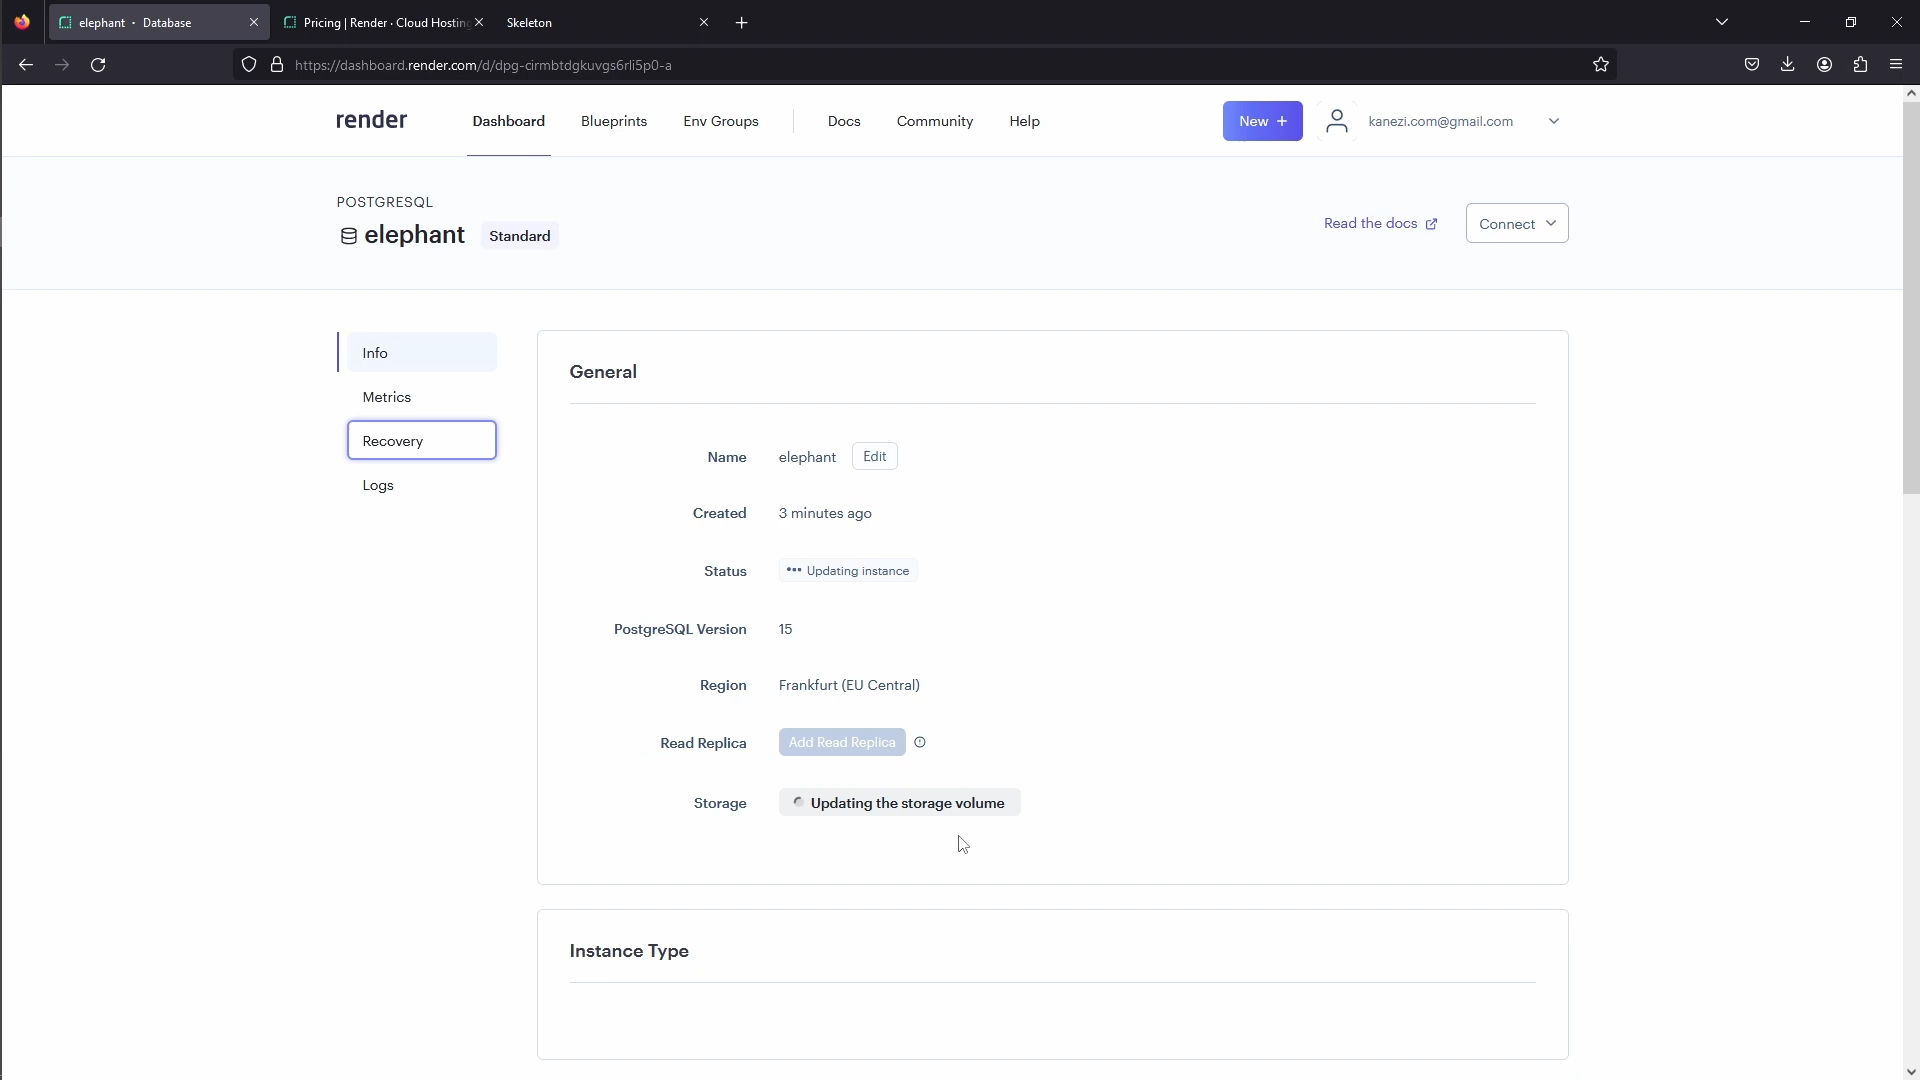 elephant · Database
Pricing | Render · Cloud Hosting
Skeleton
https://dashboard.render.com/d/dpg-cirmbtdgkuvgs6rli5p0-a
render
Dashboard
Blueprints
Env Groups
Docs
Community
Help
New +
kanezi.com@gmail.com
POSTGRESQL
elephant
Standard
Read the docs
Connect
Info
Metrics
Recovery
Logs
General
Name elephant Edit
Created 3 minutes ago
Status ••• Updating instance
PostgreSQL Version 15
Region Frankfurt (EU Central)
Read Replica Add Read Replica
Storage Updating the storage volume
Instance Type